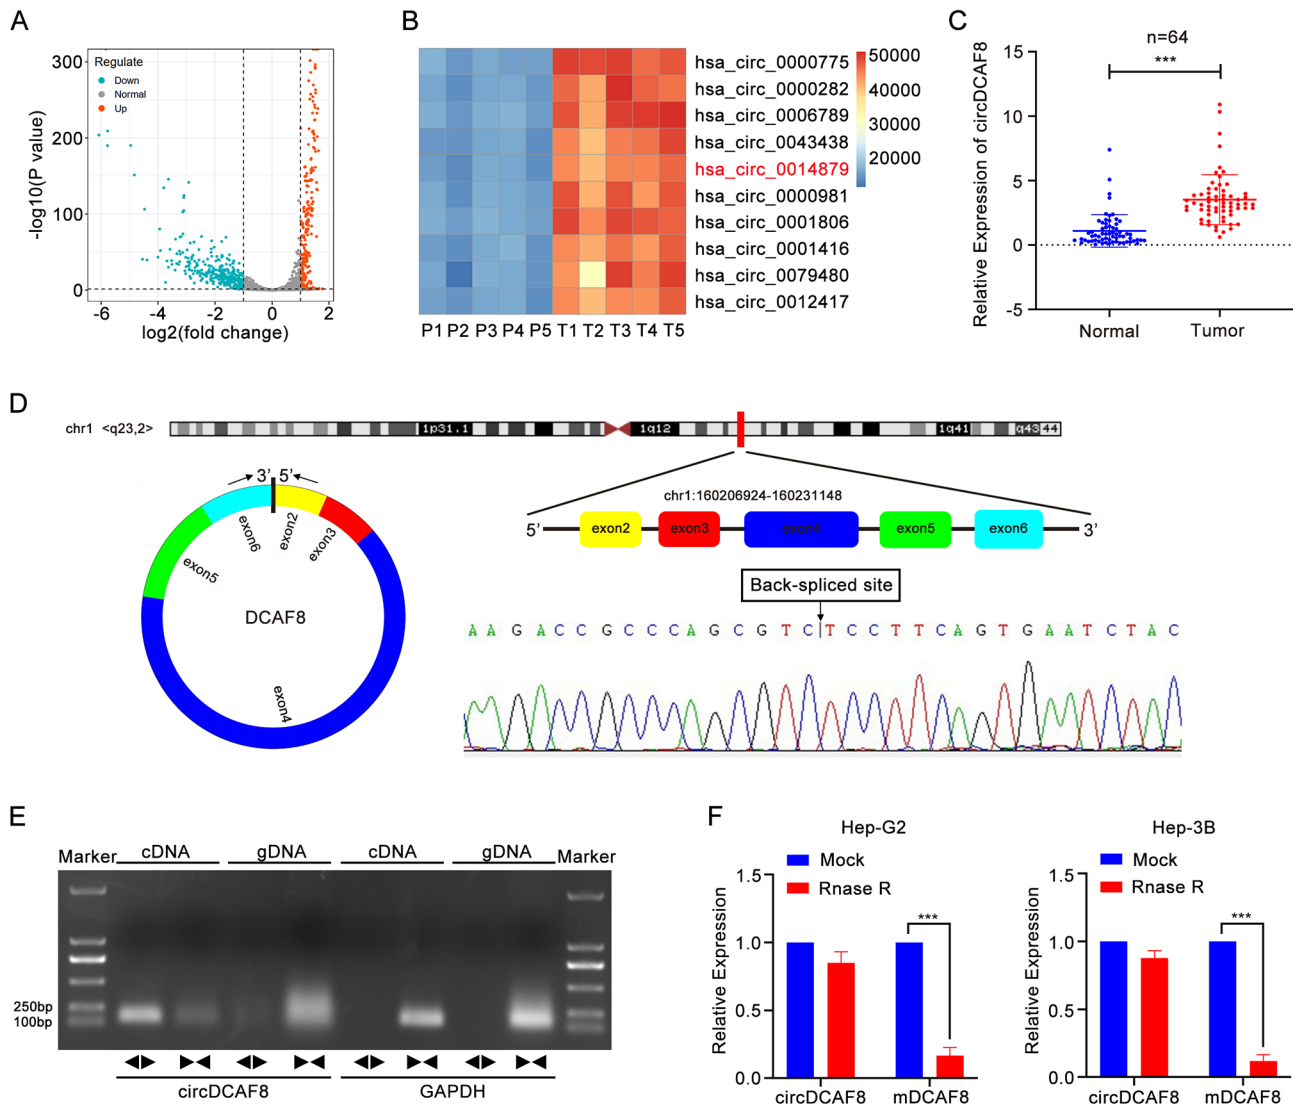 A
Regulate
Down
Normal
Up
300
200
100
0
-6
-4
-2
0
2
-log10(P value)
log2(fold change)
B
hsa_circ_0000775
hsa_circ_0000282
hsa_circ_0006789
hsa_circ_0043438
hsa_circ_0014879
hsa_circ_0000981
hsa_circ_0001806
hsa_circ_0001416
hsa_circ_0079480
hsa_circ_0012417
P1 P2 P3 P4 P5 T1 T2 T3 T4 T5
50000
40000
30000
20000
C
n=64
***
15
10
5
0
-5
Relative Expression of circDCAF8
Normal
Tumor
D
chr1 <q23,2>
1p31.1
1q12
1q41
q43
44
3’
5’
exon2
exon3
exon4
exon5
exon6
DCAF8
chr1:160206924-160231148
5’
exon2
exon3
exon4
exon5
exon6
3’
Back-spliced site
A A G A C C G C C C A G C G T C T C C T T C A G T G A A T C T A C
E
Marker
cDNA
gDNA
cDNA
gDNA
Marker
250bp
100bp
circDCAF8
GAPDH
F
Hep-G2
Mock
Rnase R
1.5
1.0
0.5
0.0
Relative Expression
***
circDCAF8
mDCAF8
Hep-3B
Mock
Rnase R
1.5
1.0
0.5
0.0
Relative Expression
***
circDCAF8
mDCAF8